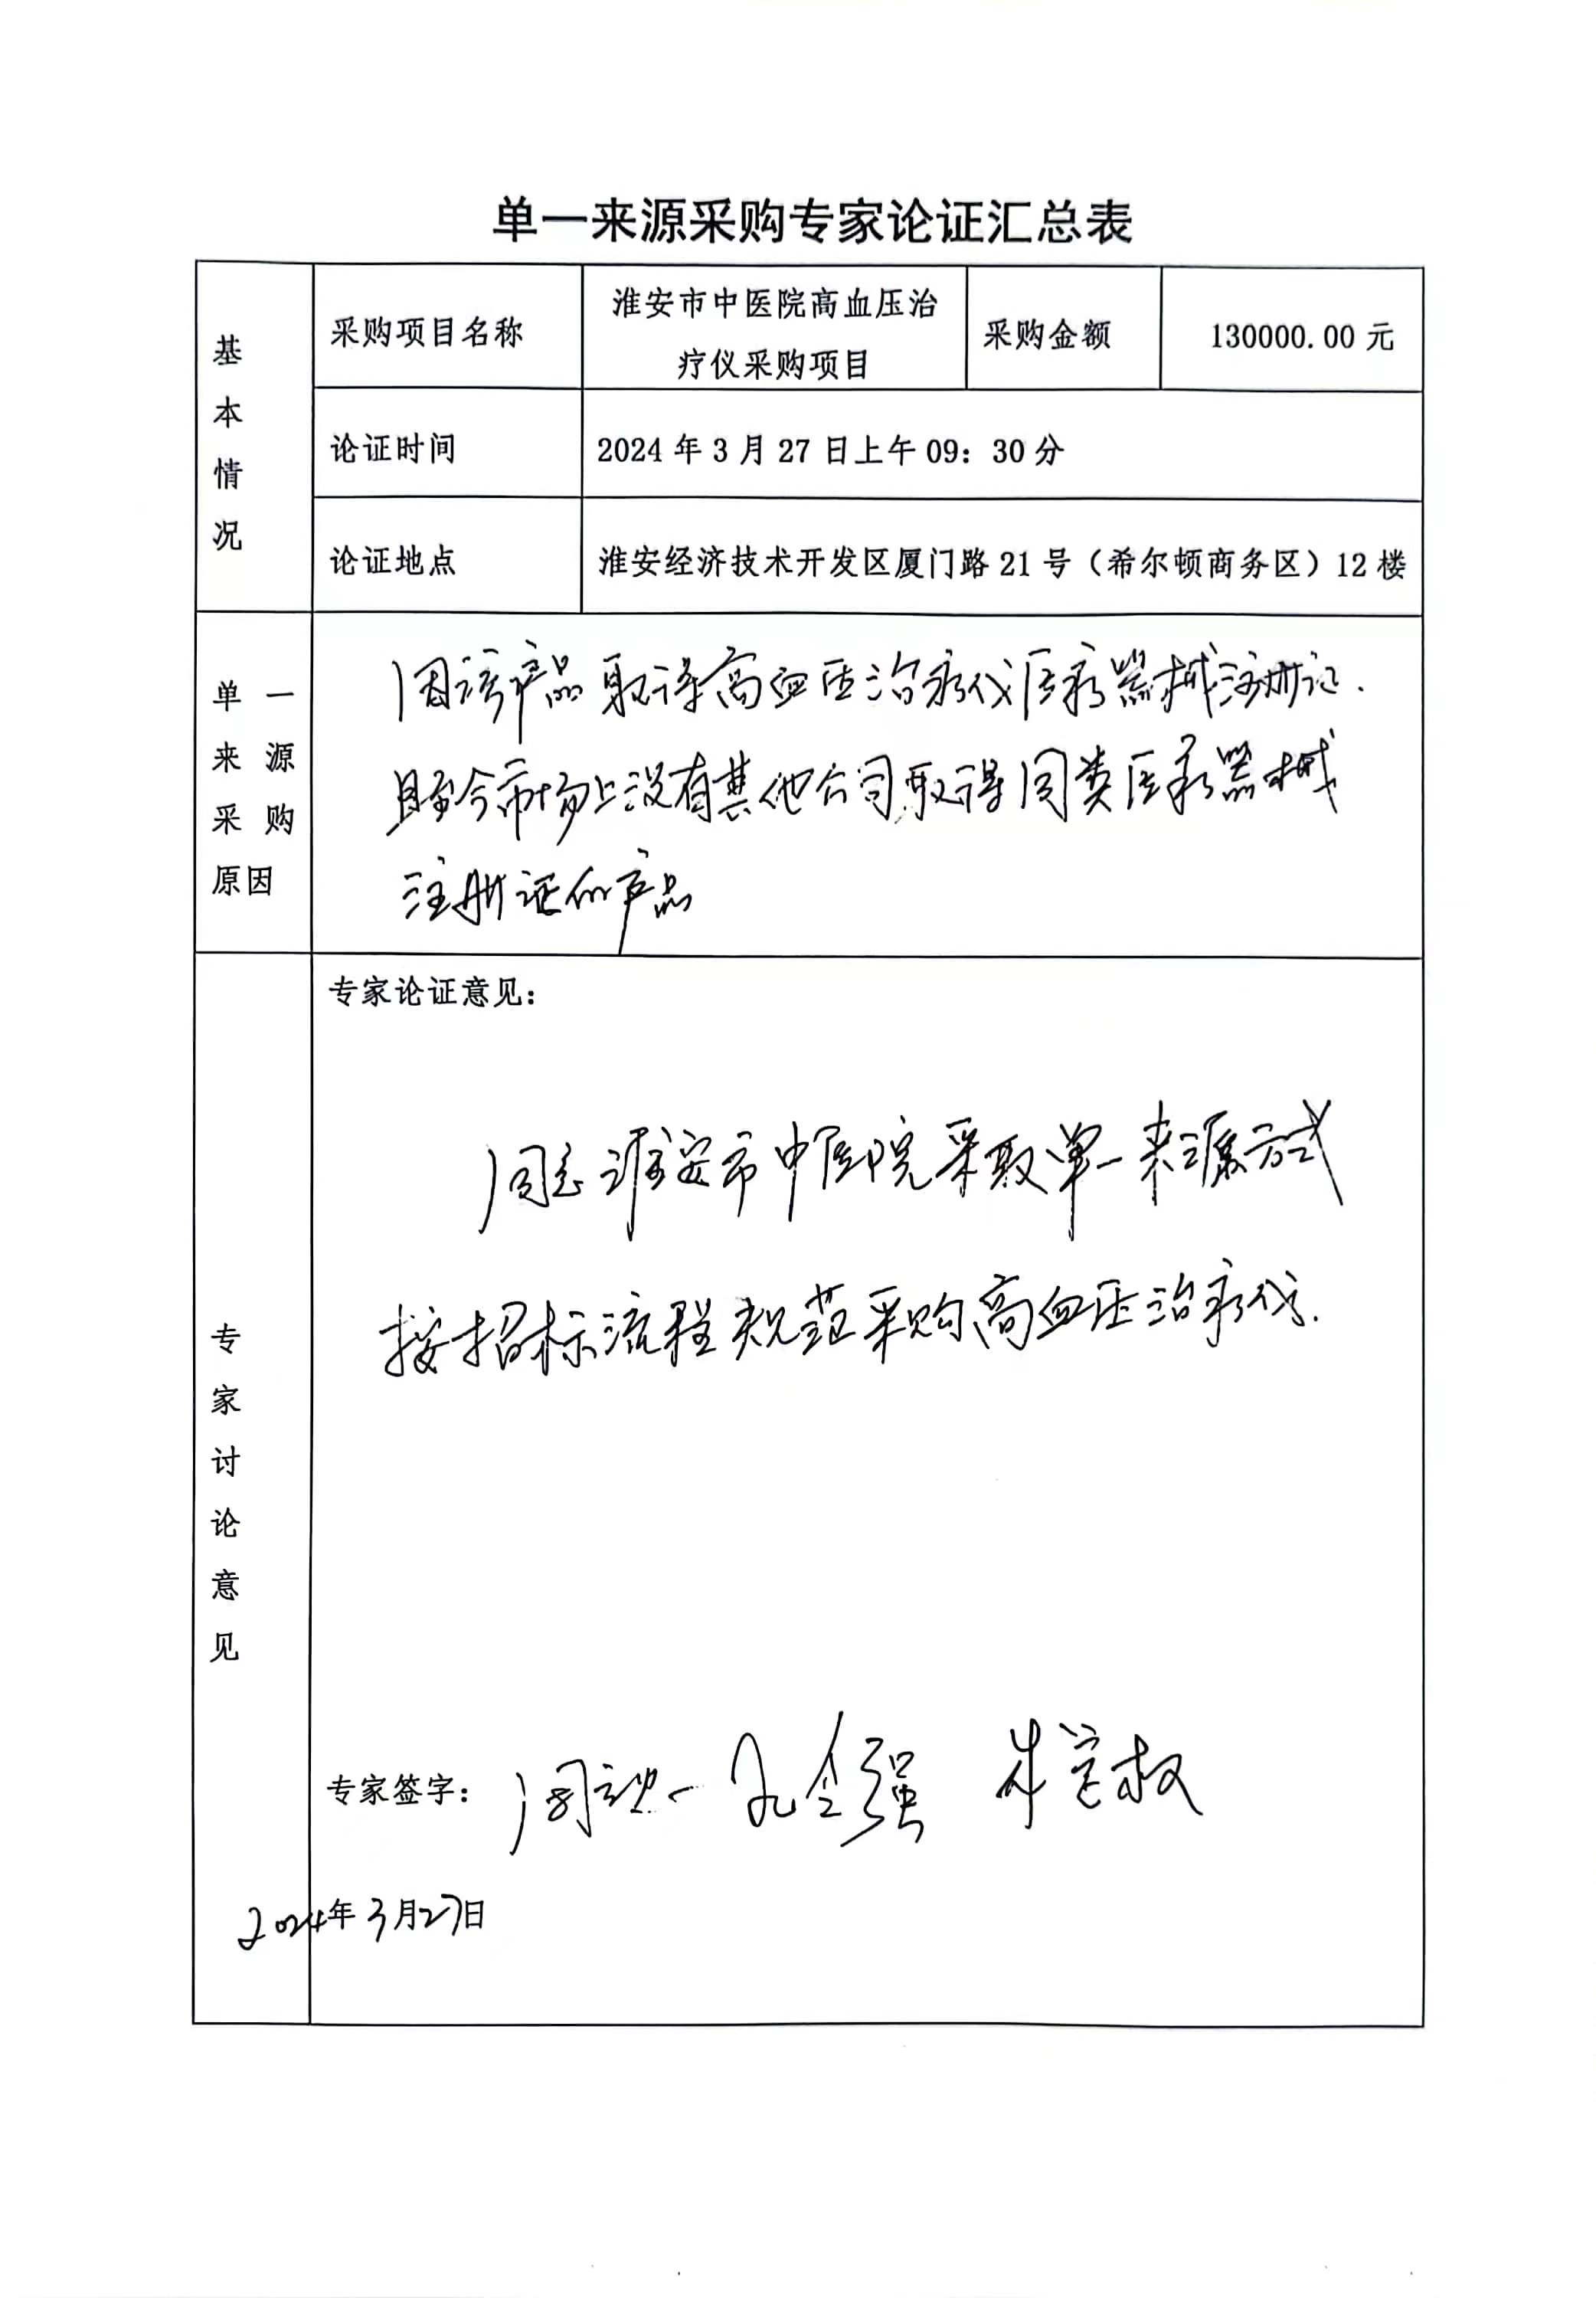 单一来源采购专家论证汇总表
基本情况
采购项目名称
淮安市中医院高血压治
疗仪采购项目
采购金额
130000.00 元
论证时间
2024 年 3 月 27 日上午 09：30 分
论证地点
淮安经济技术开发区厦门路 21 号（希尔顿商务区）12 楼
单一
来源
采购
原因
因该产品取得高血压治疗仪医疗器械注册证.
且至今市场上没有其他公司取得同类医疗器械
注册证的产品
专家讨论意见
专家论证意见：
同意淮安市中医院采取单一来源方式
按招标流程规范采购高血压治疗仪.
专家签字：
2024年3月27日